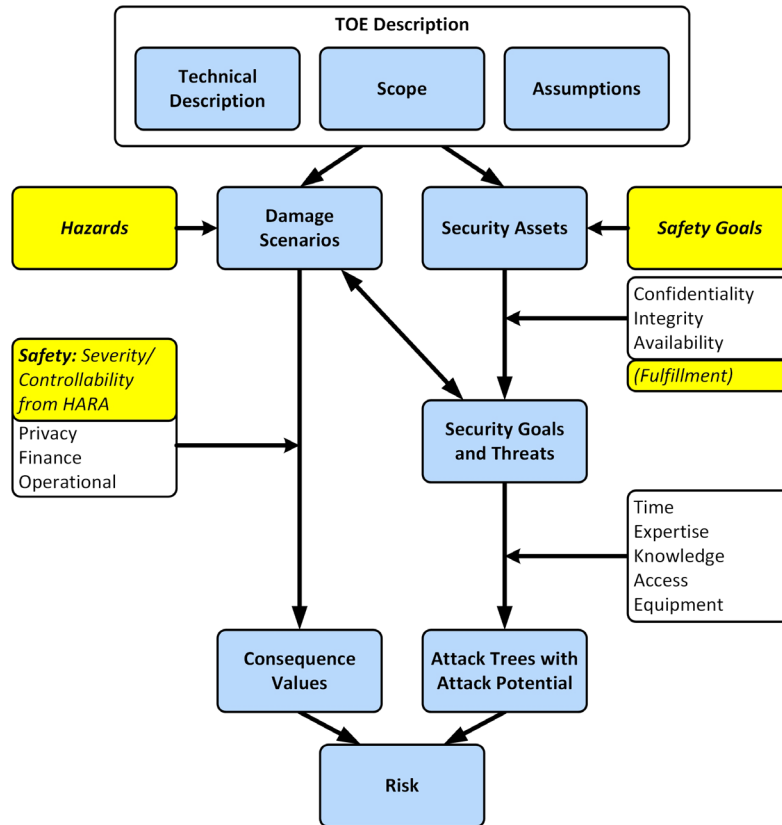 TOE Description
Technical
Description
Scope
Assumptions
Hazards
Damage
Scenarios
Security Assets
Safety Goals
Confidentiality
Integrity
Availability
(Fulfillment)
Safety: Severity/
Controllability
from HARA
Privacy
Finance
Operational
Security Goals
and Threats
Time
Expertise
Knowledge
Access
Equipment
Consequence
Values
Attack Trees with
Attack Potential
Risk